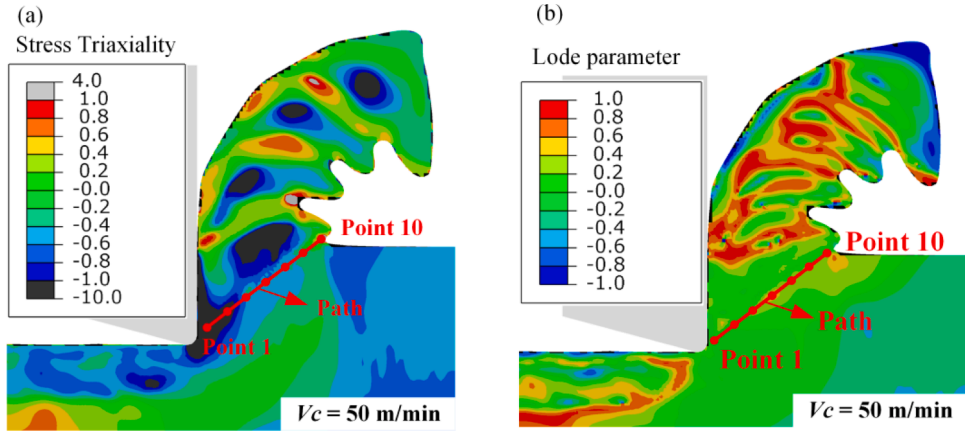 (a)
Stress Triaxiality
4.0
1.0
0.8
0.6
0.4
0.2
-0.0
-0.2
-0.4
-0.6
-0.8
-1.0
-10.0
Point 10
Path
Point 1
Vc = 50 m/min
(b)
Lode parameter
1.0
0.8
0.6
0.4
0.2
-0.0
-0.2
-0.4
-0.6
-0.8
-1.0
Point 10
Path
Point 1
Vc = 50 m/min